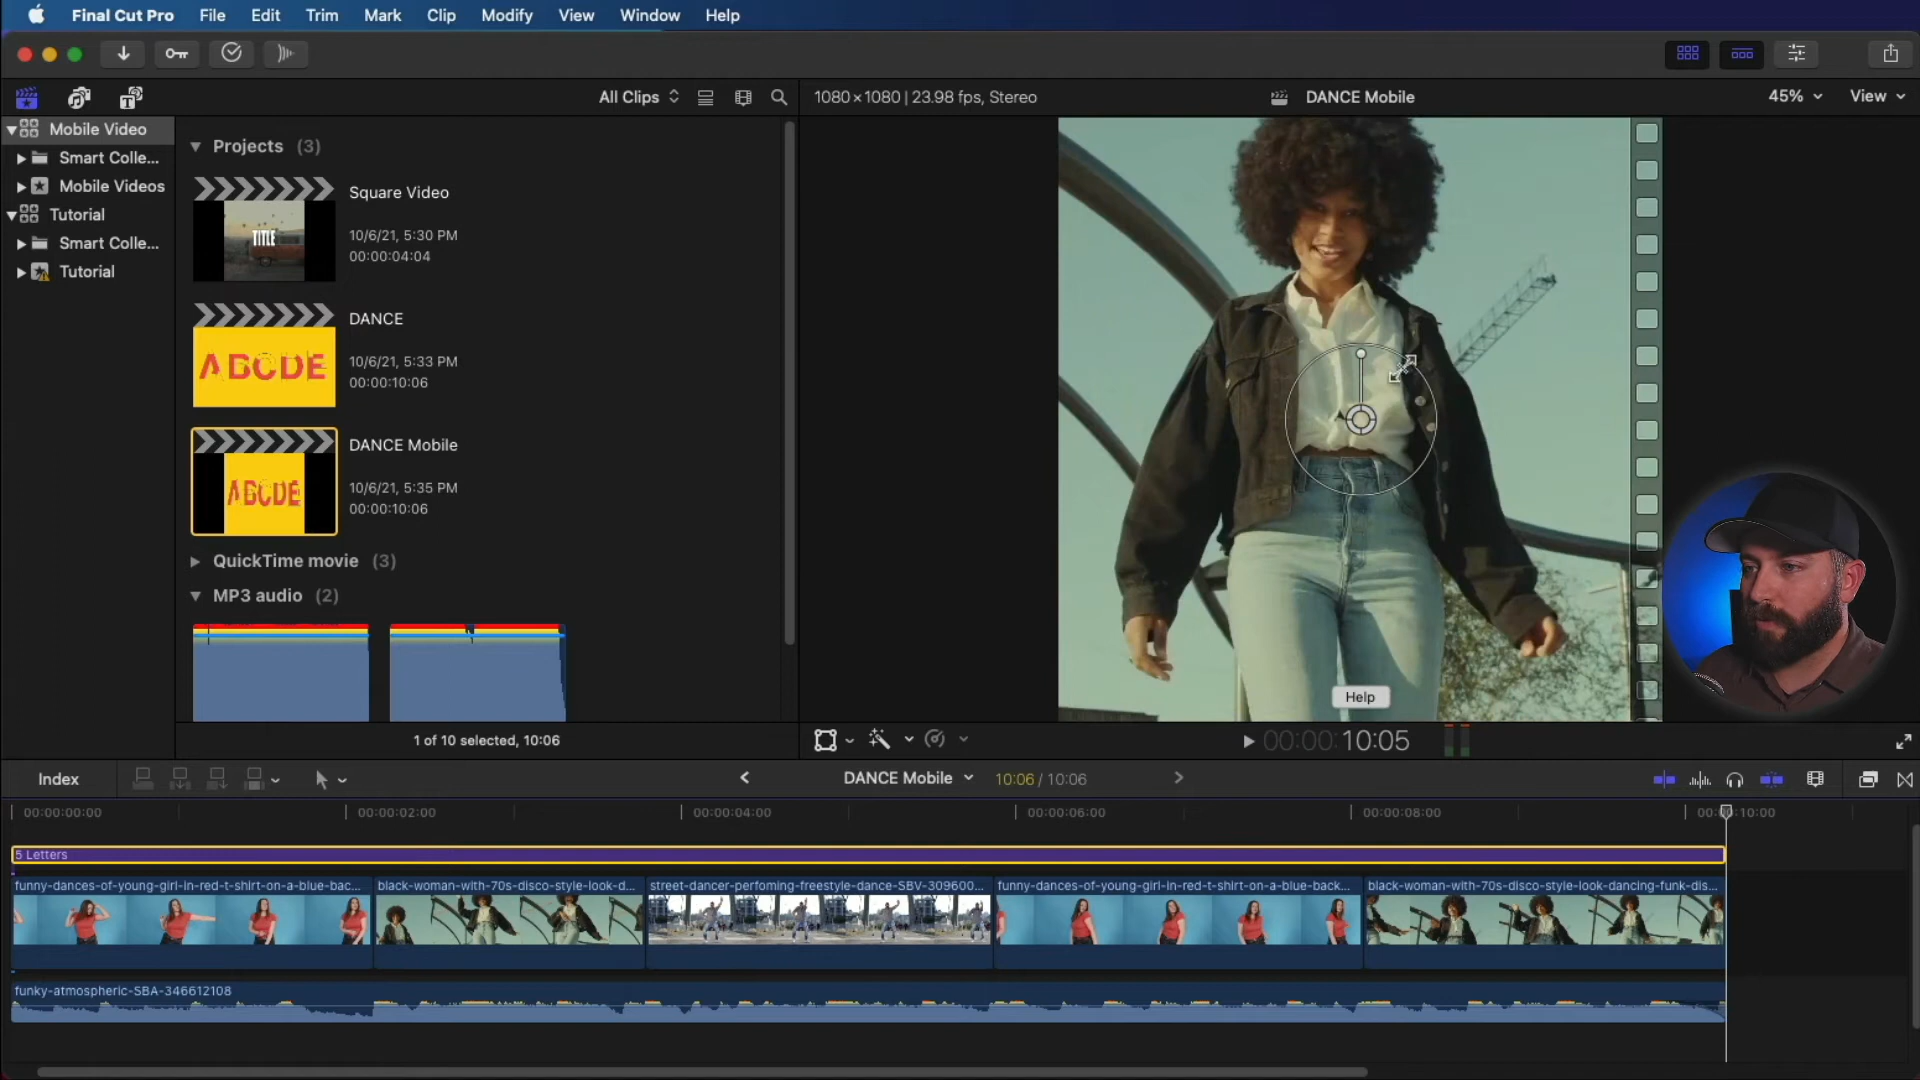 Final Cut Pro File Edit Trim Mark Clip Modify View Window Help
All Clips
1080×1080 | 23.98 fps, Stereo
DANCE Mobile
45%
View
Mobile Video
Smart Colle...
Mobile Videos
Tutorial
Smart Colle...
Tutorial
Projects (3)
TITLE
Square Video
10/6/21, 5:30 PM
00:00:04:04
ABCDE
DANCE
10/6/21, 5:33 PM
00:00:10:06
ABCDE
DANCE Mobile
10/6/21, 5:35 PM
00:00:10:06
QuickTime movie (3)
MP3 audio (2)
1 of 10 selected, 10:06
Help
00:00:10:05
Index
DANCE Mobile
10:06 / 10:06
00:00:00:00
00:00:02:00
00:00:04:00
00:00:06:00
00:00:08:00
00:00:10:00
5 Letters
funny-dances-of-young-girl-in-red-t-shirt-on-a-blue-bac...
black-woman-with-70s-disco-style-look-d...
street-dancer-perfoming-freestyle-dance-SBV-309600...
funny-dances-of-young-girl-in-red-t-shirt-on-a-blue-back...
black-woman-with-70s-disco-style-look-dancing-funk-dis...
funky-atmospheric-SBA-346612108